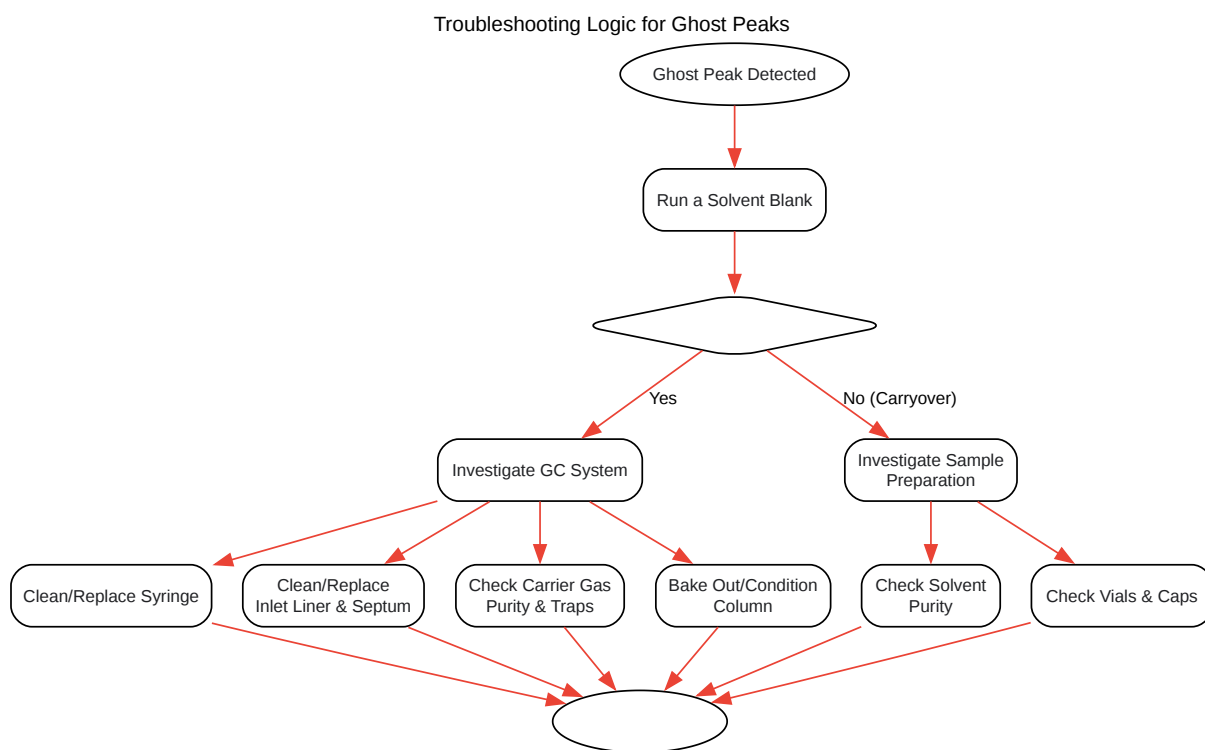 Troubleshooting Logic for Ghost Peaks
Ghost Peak Detected
Run a Solvent Blank
Yes
No (Carryover)
Investigate GC System
Investigate Sample
Preparation
Clean/Replace Syringe
Clean/Replace
Inlet Liner & Septum
Check Carrier Gas
Purity & Traps
Bake Out/Condition
Column
Check Solvent
Purity
Check Vials & Caps